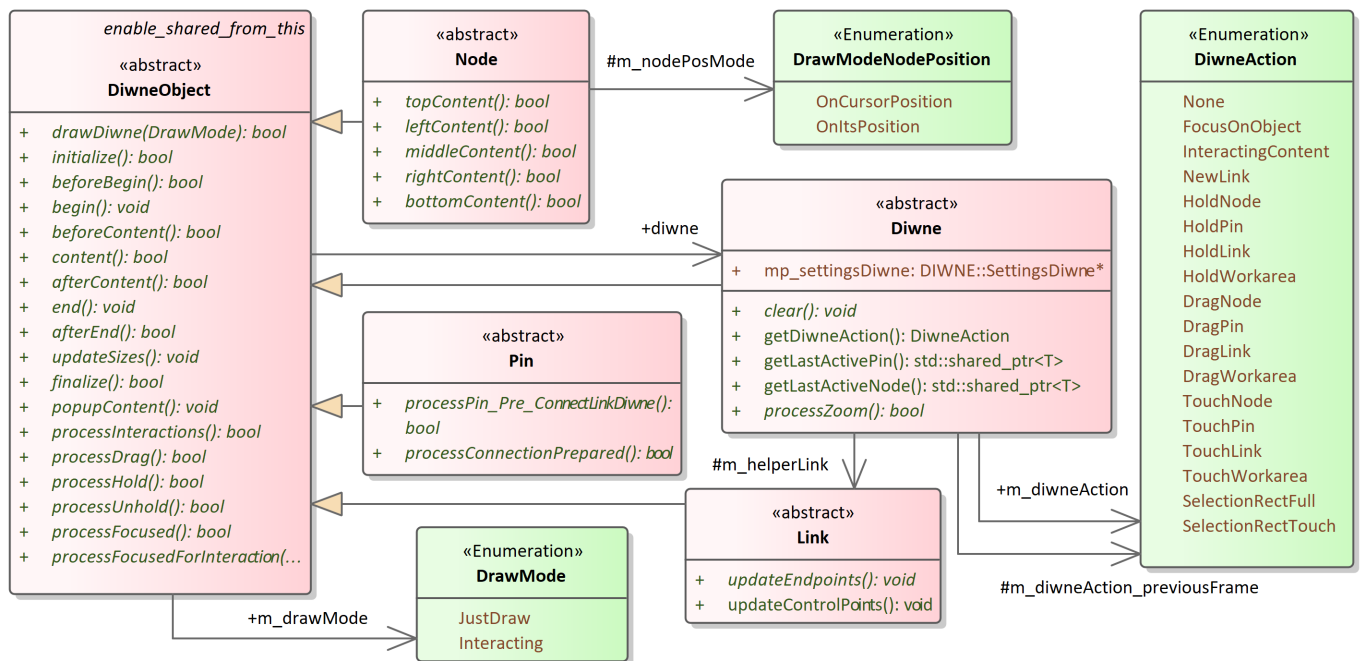 enable_shared_from_this
«abstract»
DiwneObject
+ drawDiwne(DrawMode): bool
+ initialize(): bool
+ beforeBegin(): bool
+ begin(): void
+ beforeContent(): bool
+ content(): bool
+ afterContent(): bool
+ end(): void
+ afterEnd(): bool
+ updateSizes(): void
+ finalize(): bool
+ popupContent(): void
+ processInteractions(): bool
+ processDrag(): bool
+ processHold(): bool
+ processUnhold(): bool
+ processFocused(): bool
+ processFocusedForInteraction(...
«abstract»
Node
+ topContent(): bool
+ leftContent(): bool
+ middleContent(): bool
+ rightContent(): bool
+ bottomContent(): bool
#m_nodePosMode
«Enumeration»
DrawModeNodePosition
OnCursorPosition
OnItsPosition
«Enumeration»
DiwneAction
None
FocusOnObject
InteractingContent
NewLink
HoldNode
HoldPin
HoldLink
HoldWorkarea
DragNode
DragPin
DragLink
DragWorkarea
TouchNode
TouchPin
TouchLink
TouchWorkarea
SelectionRectFull
SelectionRectTouch
+diwne
«abstract»
Diwne
+ mp_settingsDiwne: DIWNE::SettingsDiwne*
+ clear(): void
+ getDiwneAction(): DiwneAction
+ getLastActivePin(): std::shared_ptr<T>
+ getLastActiveNode(): std::shared_ptr<T>
+ processZoom(): bool
«abstract»
Pin
+ processPin_Pre_ConnectLinkDiwne():
bool
+ processConnectionPrepared(): bool
#m_helperLink
+m_diwneAction
#m_diwneAction_previousFrame
«abstract»
Link
+ updateEndpoints(): void
+ updateControlPoints(): void
+m_drawMode
«Enumeration»
DrawMode
JustDraw
Interacting